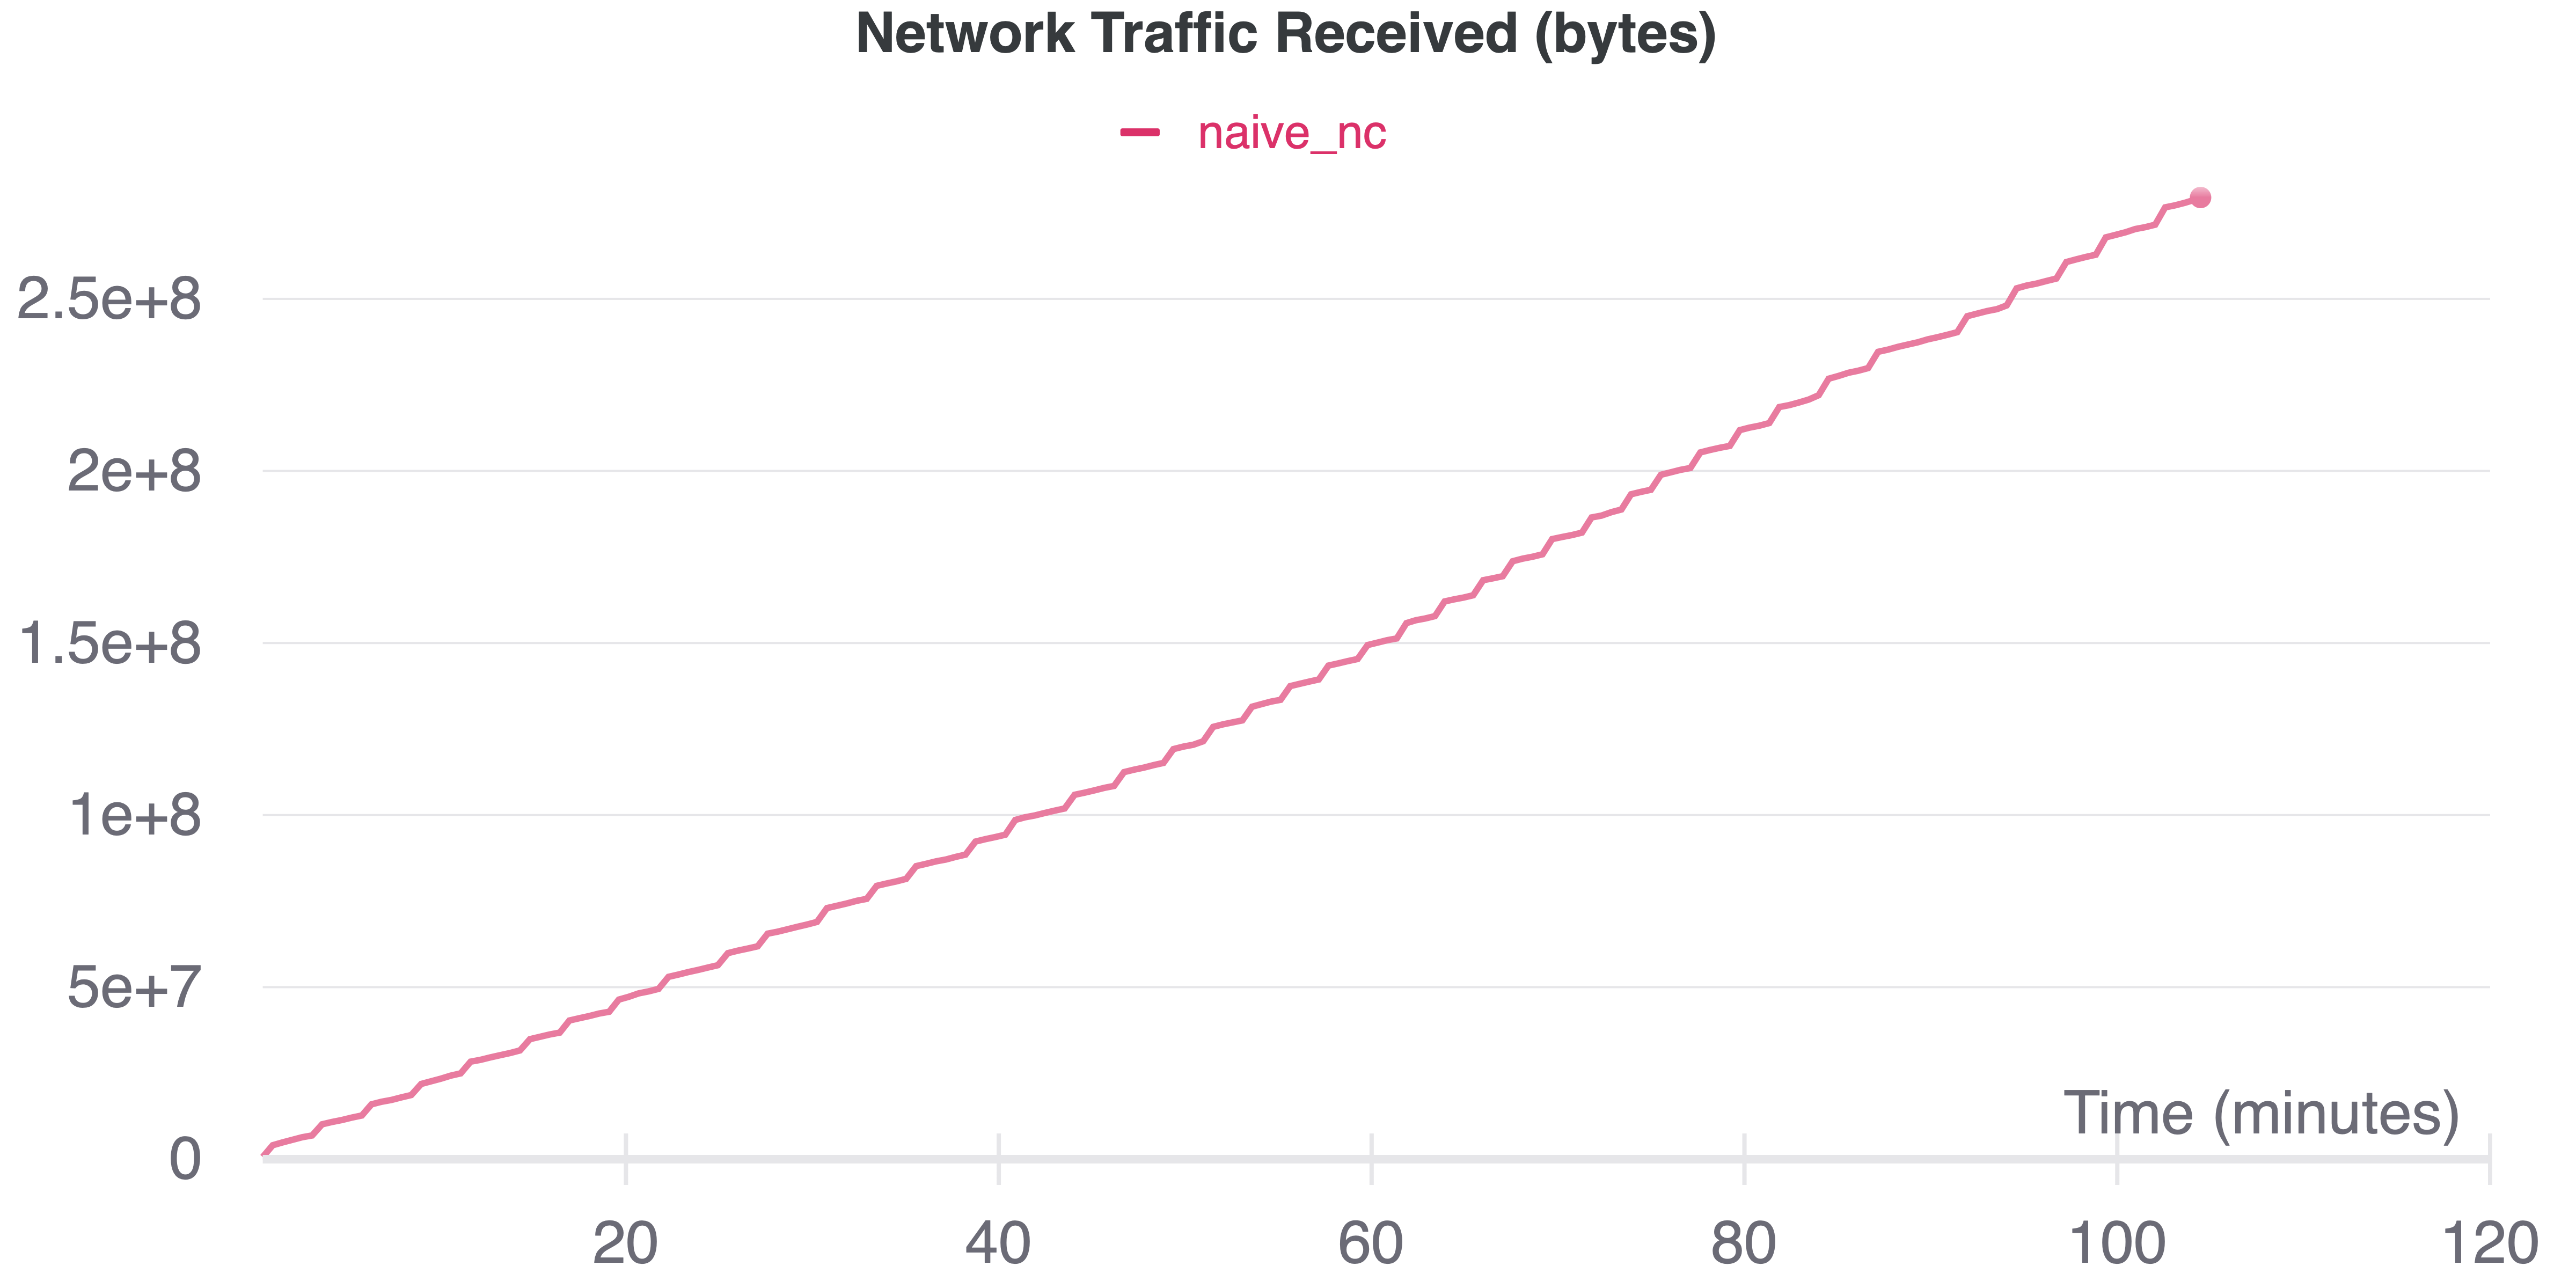 Network Traffic Received (bytes)
naive_nc
2.5e+8
2e+8
1.5e+8
1e+8
5e+7
0
Time (minutes)
20 40 60 80 100 120